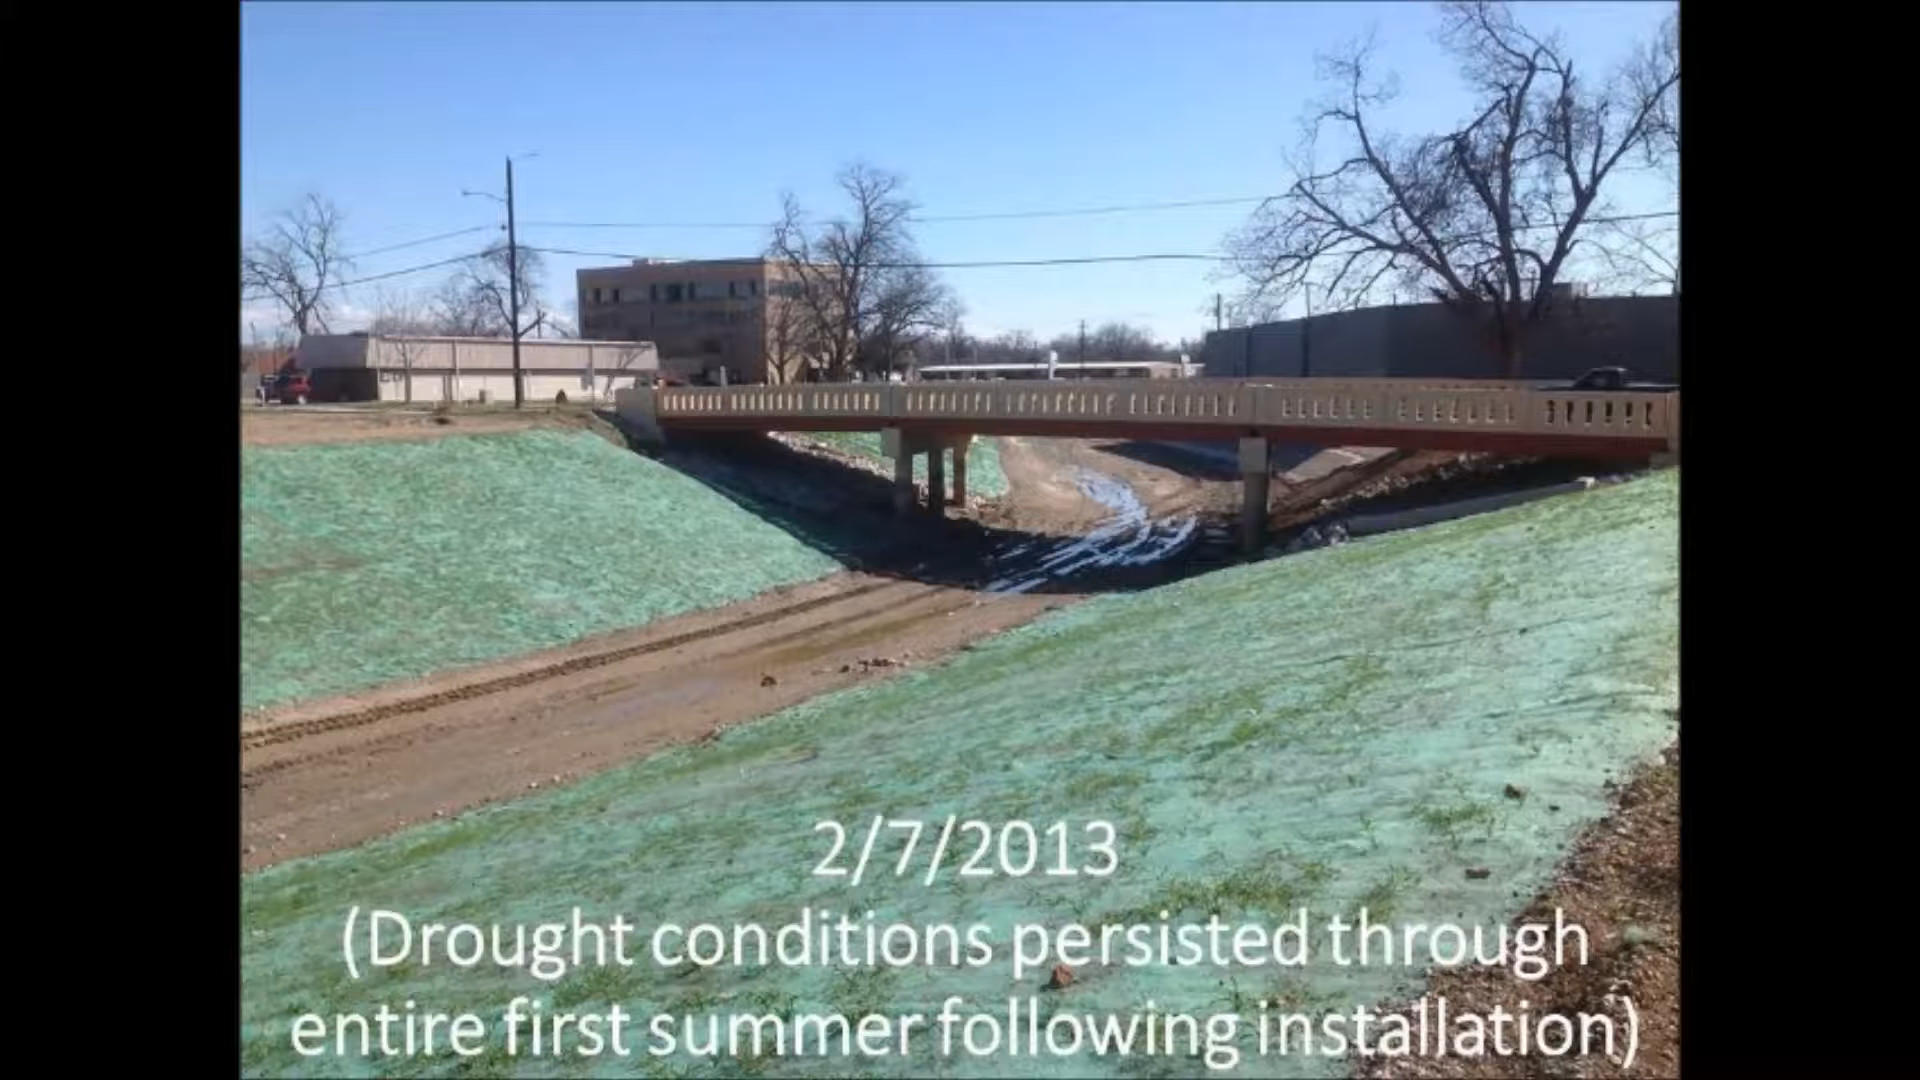 2/7/2013
(Drought conditions persisted through
entire first summer following installation)